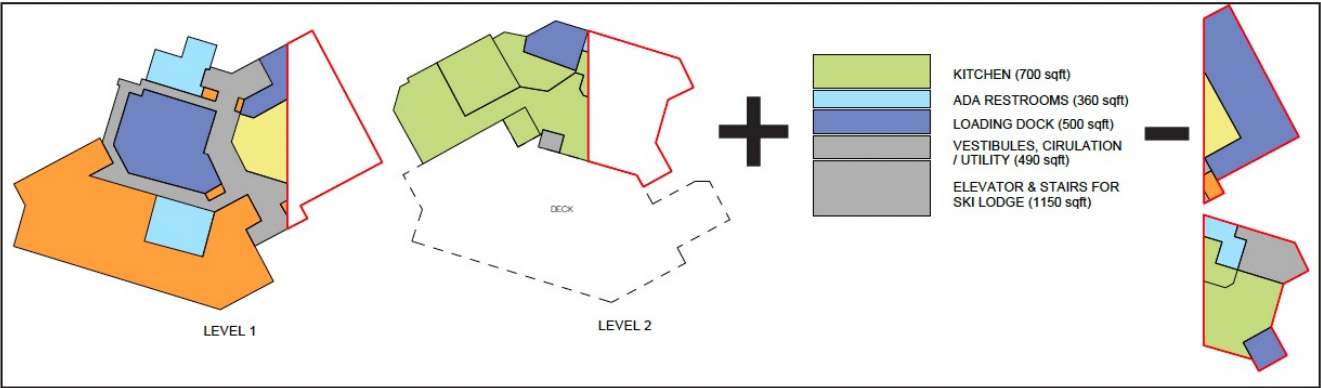 LEVEL 1
DECK
LEVEL 2
KITCHEN (700 sqft)
ADA RESTROOMS (360 sqft)
LOADING DOCK (500 sqft)
VESTIBULES, CIRULATION
/ UTILITY (490 sqft)
ELEVATOR & STAIRS FOR
SKI LODGE (1150 sqft)